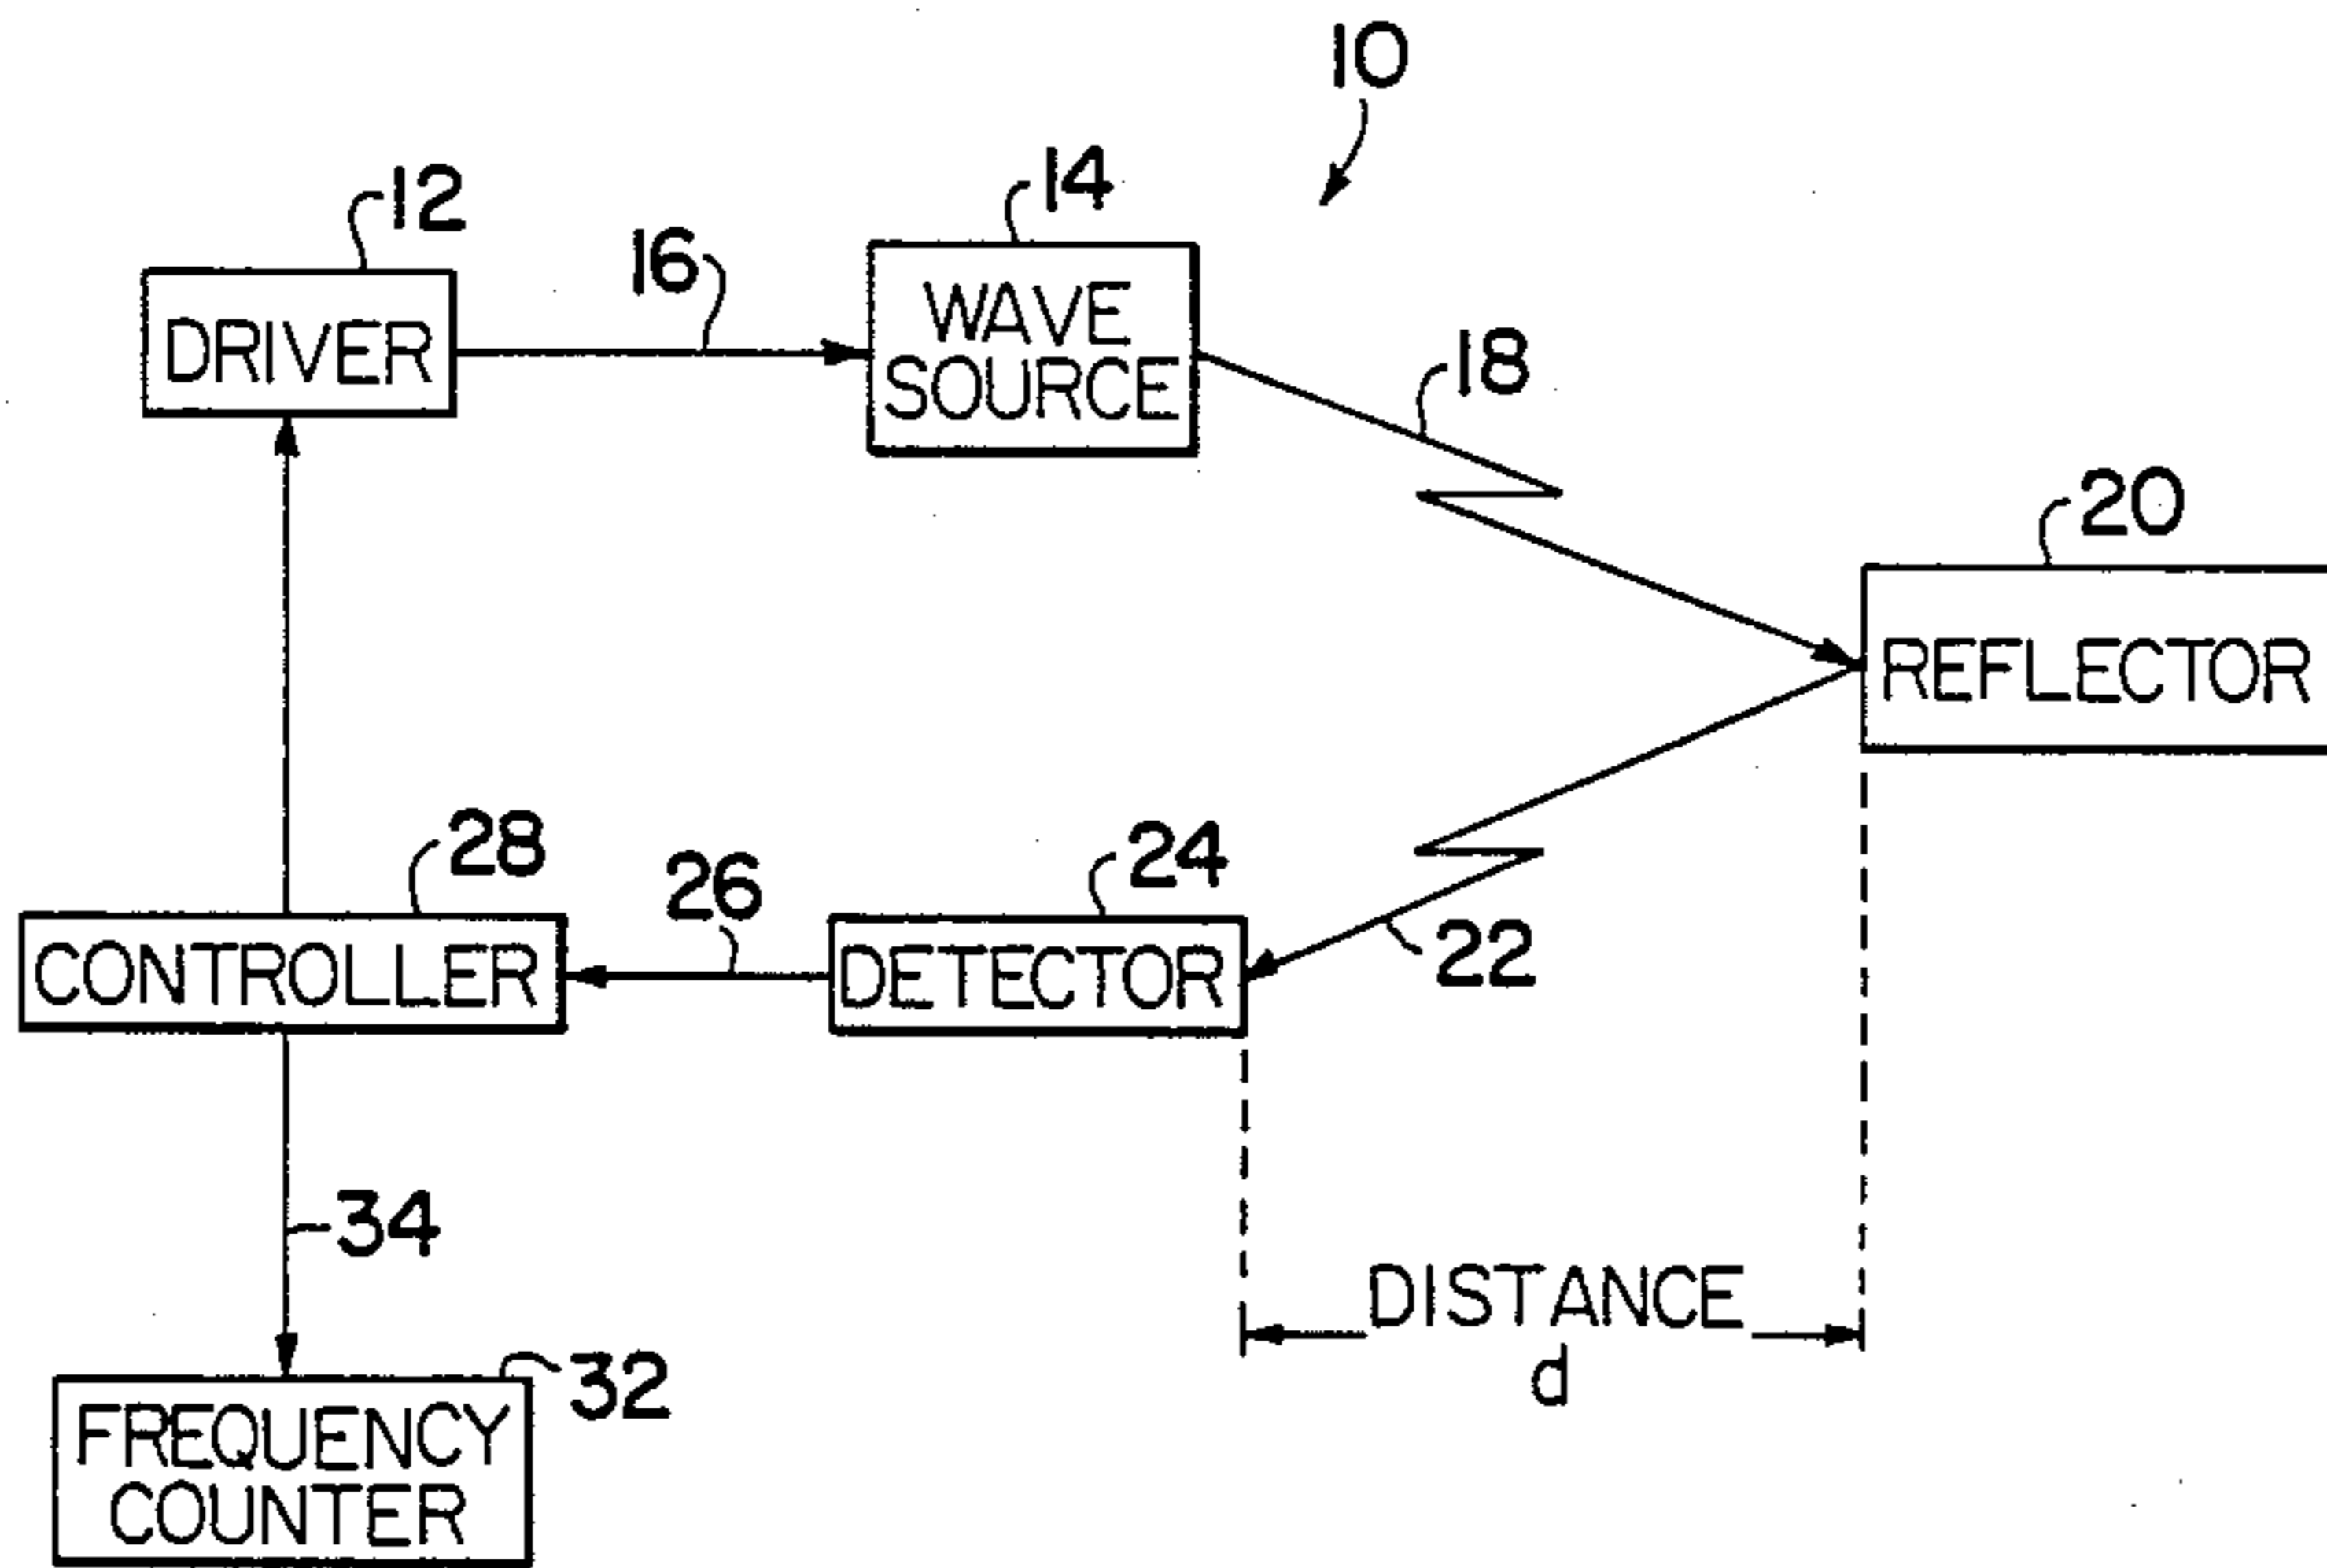 10
12
14
16
DRIVER
WAVE
SOURCE
18
20
REFLECTOR
28
26
24
CONTROLLER
DETECTOR
22
34
DISTANCE
d
32
FREQUENCY
COUNTER